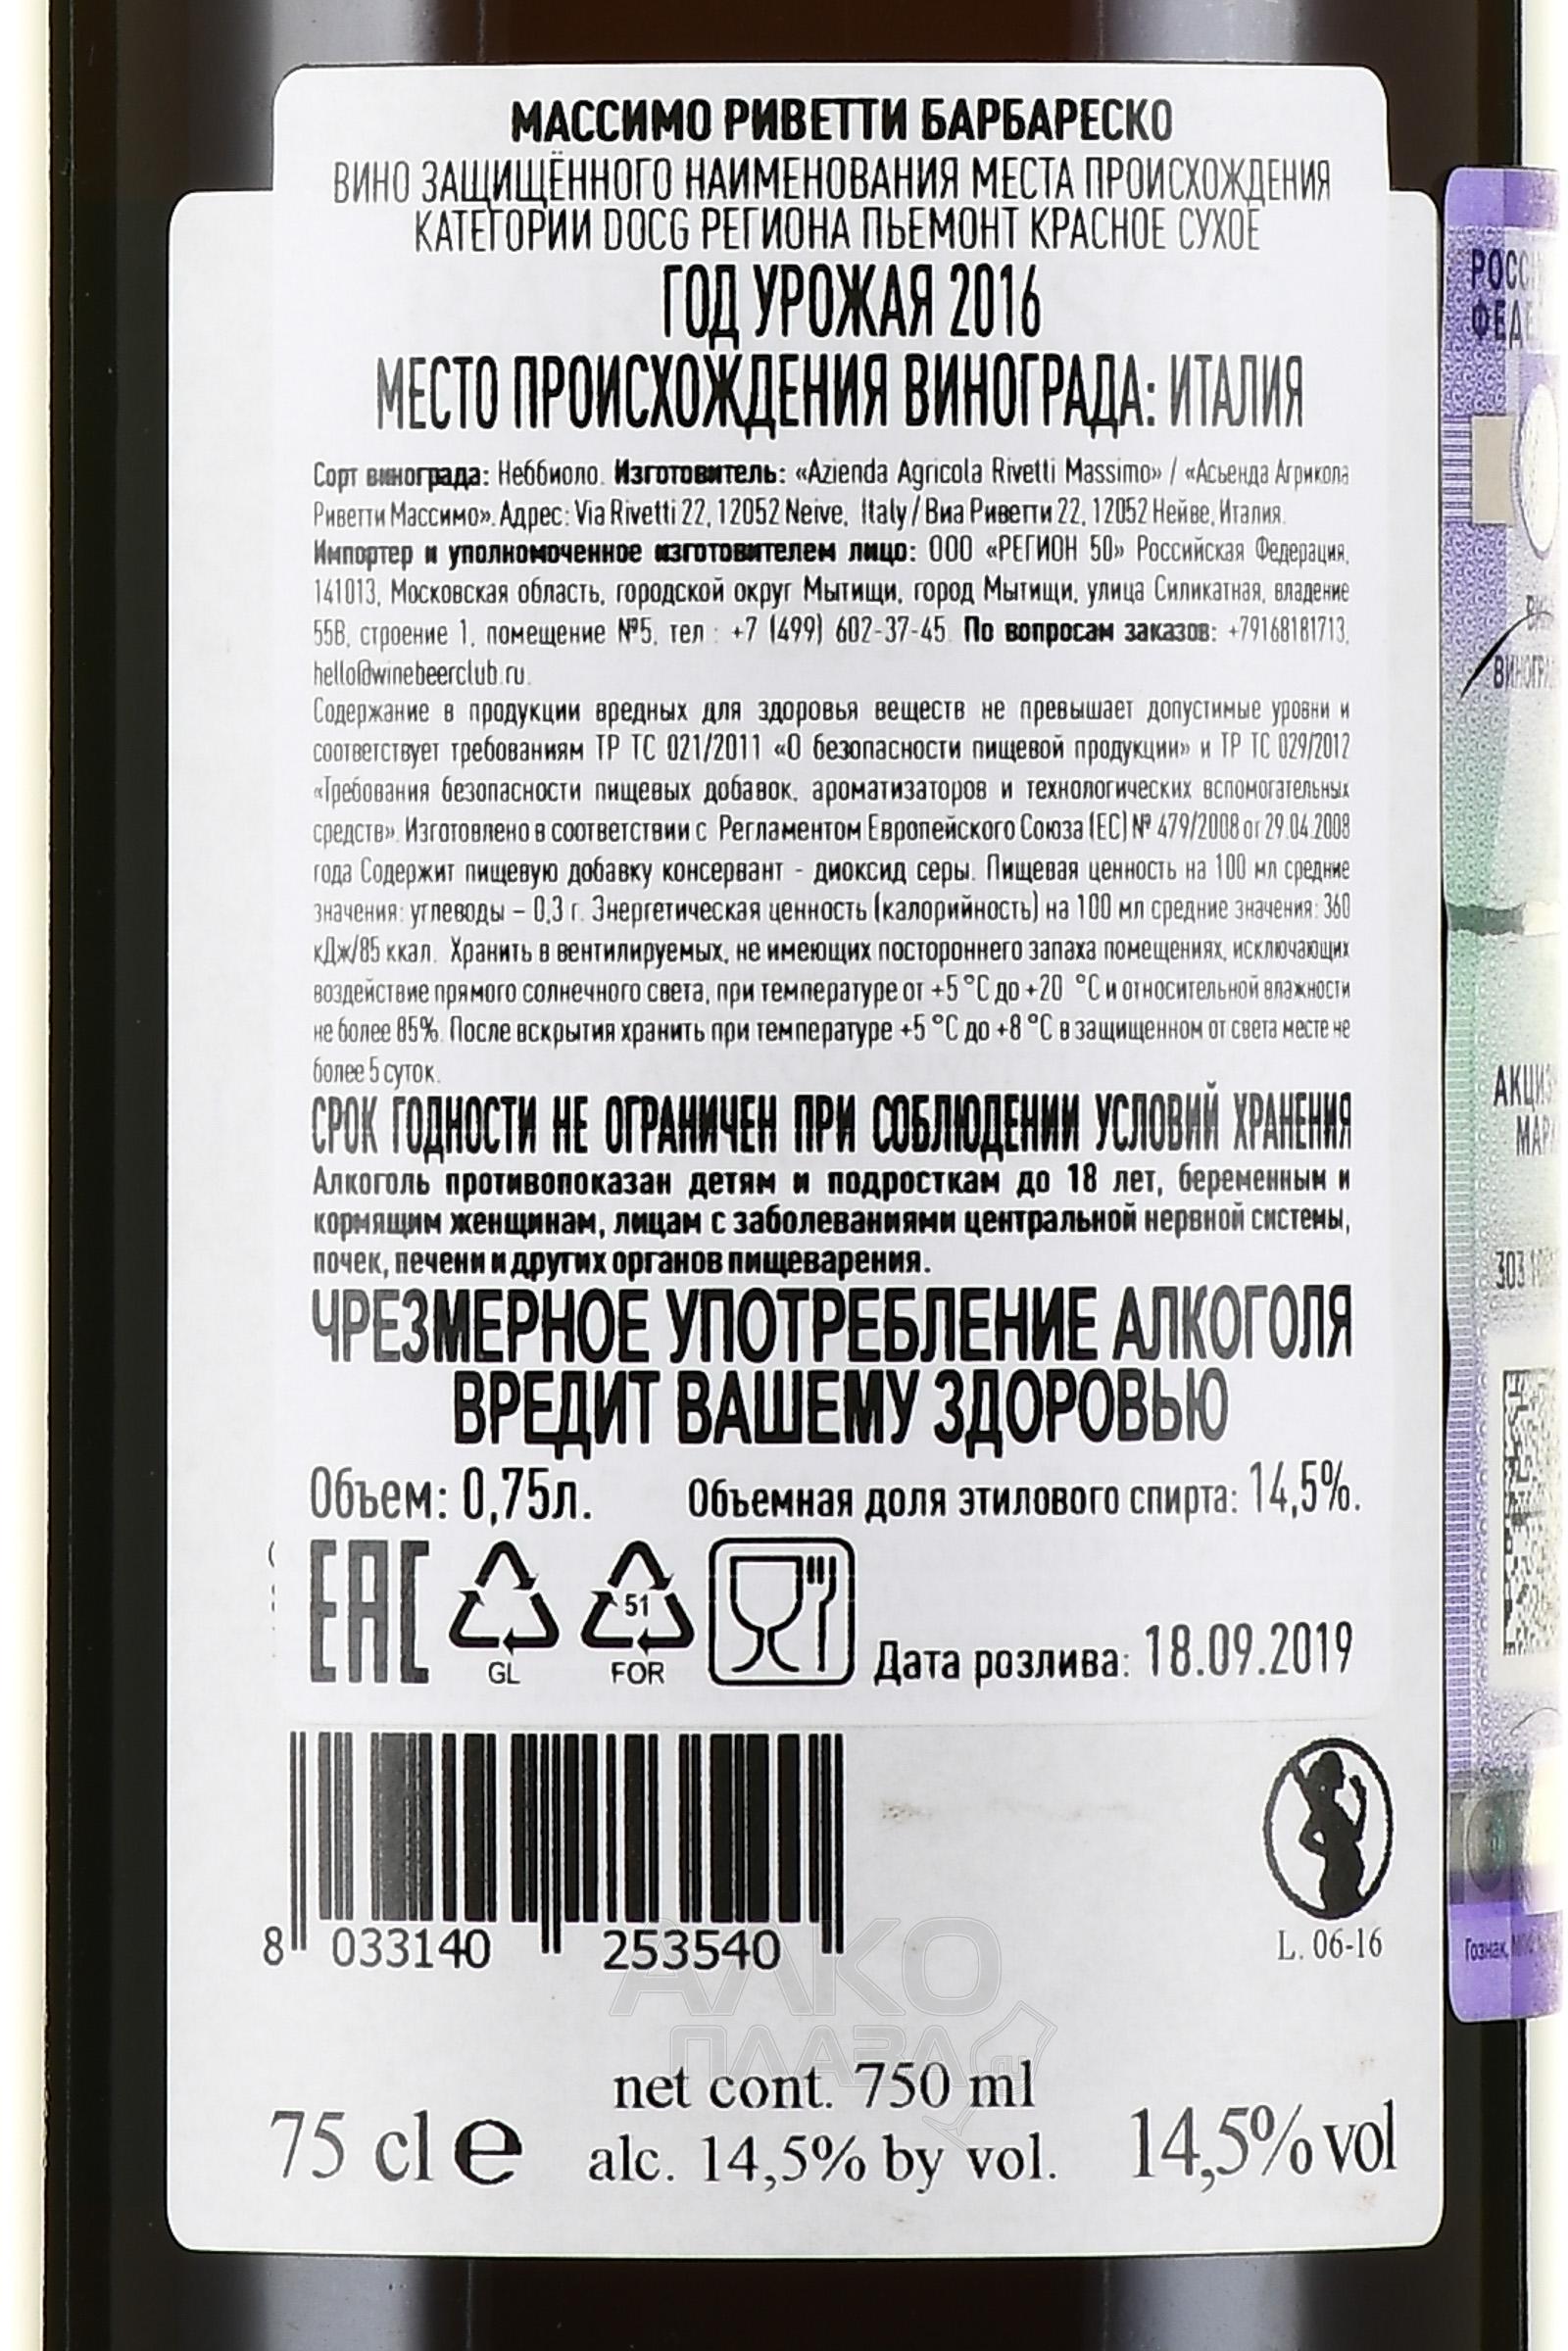 МАССИМО РИВЕТТИ БАРБАРЕСКО
ВИНО ЗАЩИЩЁННОГО НАИМЕНОВАНИЯ МЕСТА ПРОИСХОЖДЕНИЯ
КАТЕГОРИИ DOCG РЕГИОНА ПЬЕМОНТ КРАСНОЕ СУХОЕ
ГОД УРОЖАЯ 2016
МЕСТО ПРОИСХОЖДЕНИЯ ВИНОГРАДА: ИТАЛИЯ
Сорт винограда: Неббиоло. Изготовитель: «Azienda Agricola Rivetti Massimo» / «Асьенда Агрикола
Риветти Массимо». Адрес: Via Rivetti 22, 12052 Neive, Italy / Виа Риветти 22, 12052 Нейве, Италия.
Импортер и уполномоченное изготовителем лицо: ООО «РЕГИОН 50» Российская Федерация,
141013, Московская область, городской округ Мытищи, город Мытищи, улица Силикатная, владение
55В, строение 1, помещение №5, тел : +7 (499) 602-37-45 По вопросам заказов: +79168181713,
hello@winebeerclub.ru.
Содержание в продукции вредных для здоровья веществ не превышает допустимые уровни и
соответствует требованиям ТР ТС 021/2011 «О безопасности пищевой продукции» и ТР ТС 029/2012
«Требования безопасности пищевых добавок, ароматизаторов и технологических вспомогательных
средств». Изготовлено в соответствии с Регламентом Европейского Союза (ЕС) № 479/2008 от 29.04.2008
года Содержит пищевую добавку консервант - диоксид серы. Пищевая ценность на 100 мл средние
значения: углеводы – 0,3 г. Энергетическая ценность (калорийность) на 100 мл средние значения: 360
кДж/85 ккал. Хранить в вентилируемых, не имеющих постороннего запаха помещениях, исключающих
воздействие прямого солнечного света, при температуре от +5 °С до +20 °С и относительной влажности
не более 85%. После вскрытия хранить при температуре +5 °С до +8 °С в защищенном от света месте не
более 5 суток.
СРОК ГОДНОСТИ НЕ ОГРАНИЧЕН ПРИ СОБЛЮДЕНИИ УСЛОВИЙ ХРАНЕНИЯ
Алкоголь противопоказан детям и подросткам до 18 лет, беременным и
кормящим женщинам, лицам с заболеваниями центральной нервной системы,
почек, печени и других органов пищеварения.
ЧРЕЗМЕРНОЕ УПОТРЕБЛЕНИЕ АЛКОГОЛЯ
ВРЕДИТ ВАШЕМУ ЗДОРОВЬЮ
Объем: 0,75л. Объемная доля этилового спирта: 14,5%.
EAC GL 51 FOR Дата розлива: 18.09.2019
8 033140 253540
L. 06-16
АЛКО
ПЛАЗА
.ru
net cont. 750 ml
75 cl e alc. 14,5% by vol. 14,5% vol
303
Гознак,